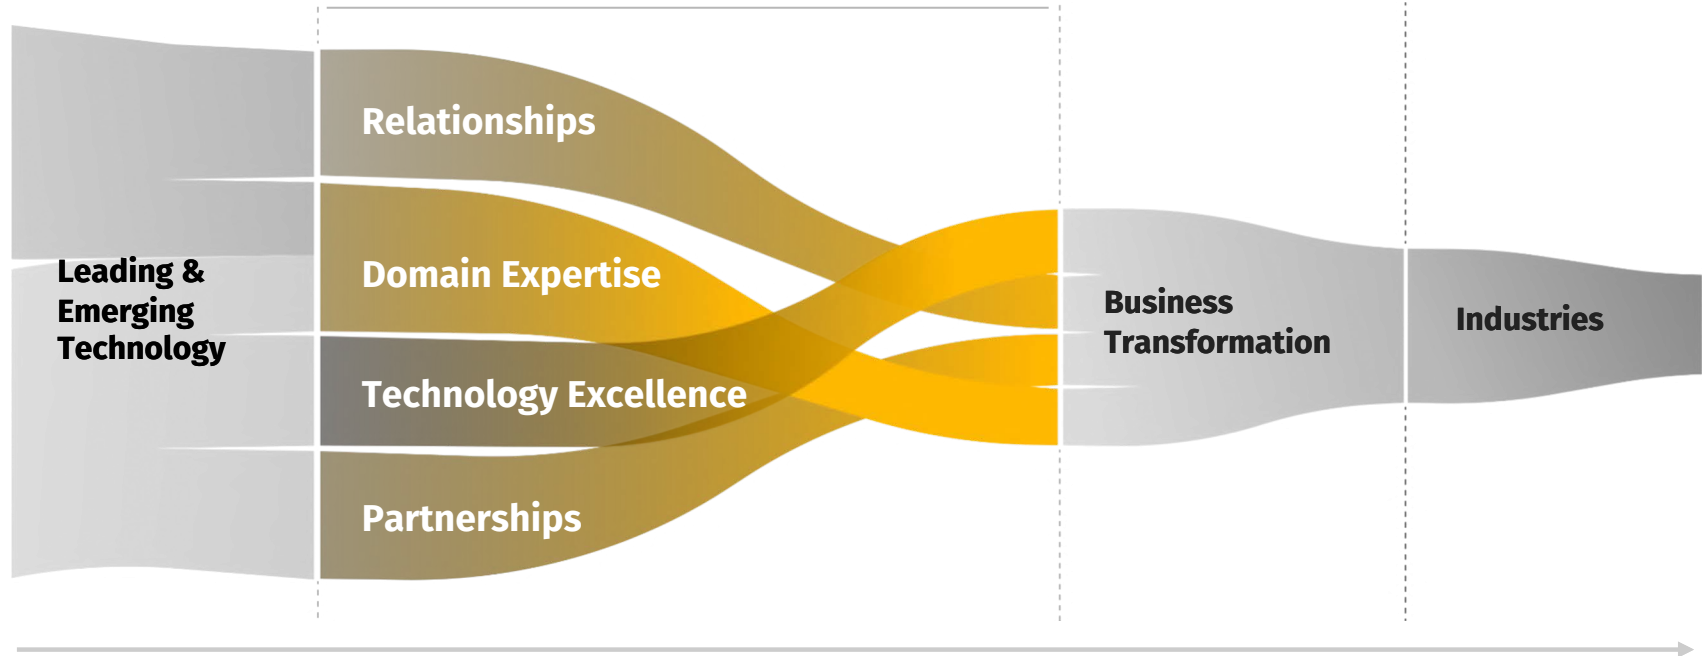 Relationships
Leading &
Emerging
Technology
Domain Expertise
Technology Excellence
Partnerships
Business
Transformation
Industries